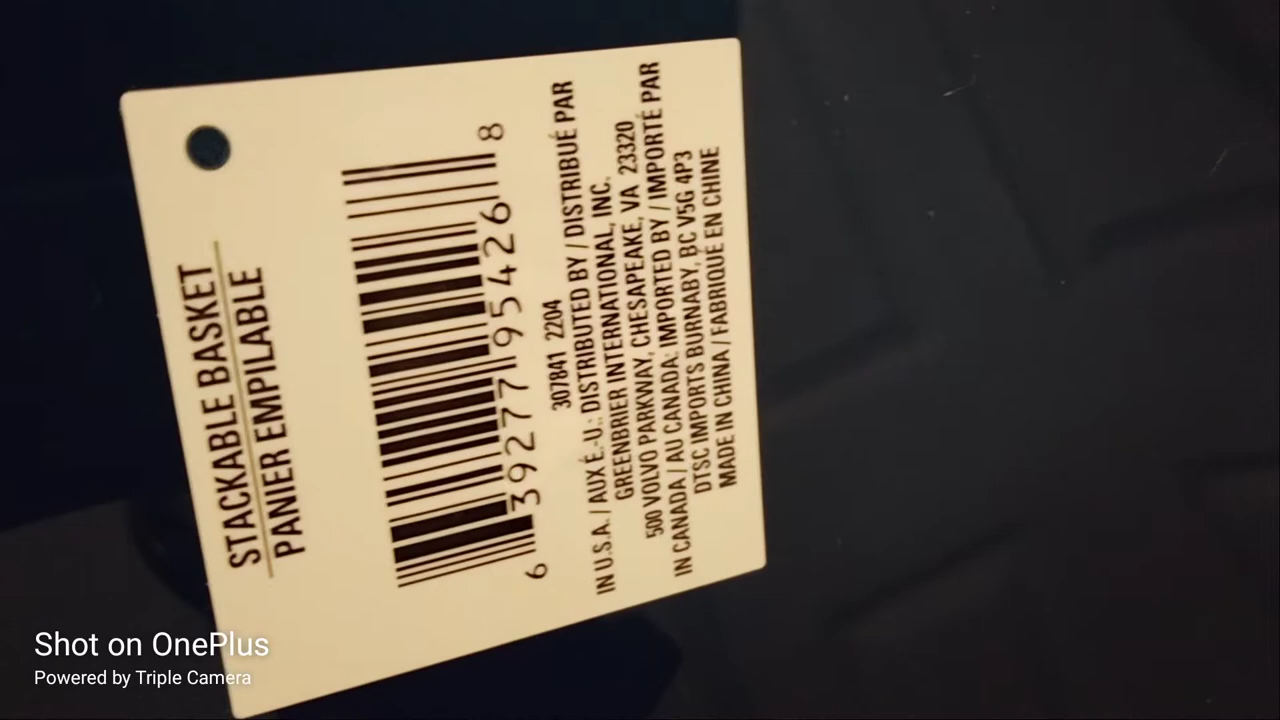 STACKABLE BASKET
PANIER EMPILABLE
6 39277 95426 8
307841 2204
IN U.S.A. / AUX É.-U.: DISTRIBUTED BY / DISTRIBUÉ PAR
GREENBRIER INTERNATIONAL, INC.
500 VOLVO PARKWAY, CHESAPEAKE, VA 23320
IN CANADA / AU CANADA: IMPORTED BY / IMPORTÉ PAR
DTSC IMPORTS BURNABY, BC V5G 4P3
MADE IN CHINA / FABRIQUÉ EN CHINE
Shot on OnePlus
Powered by Triple Camera